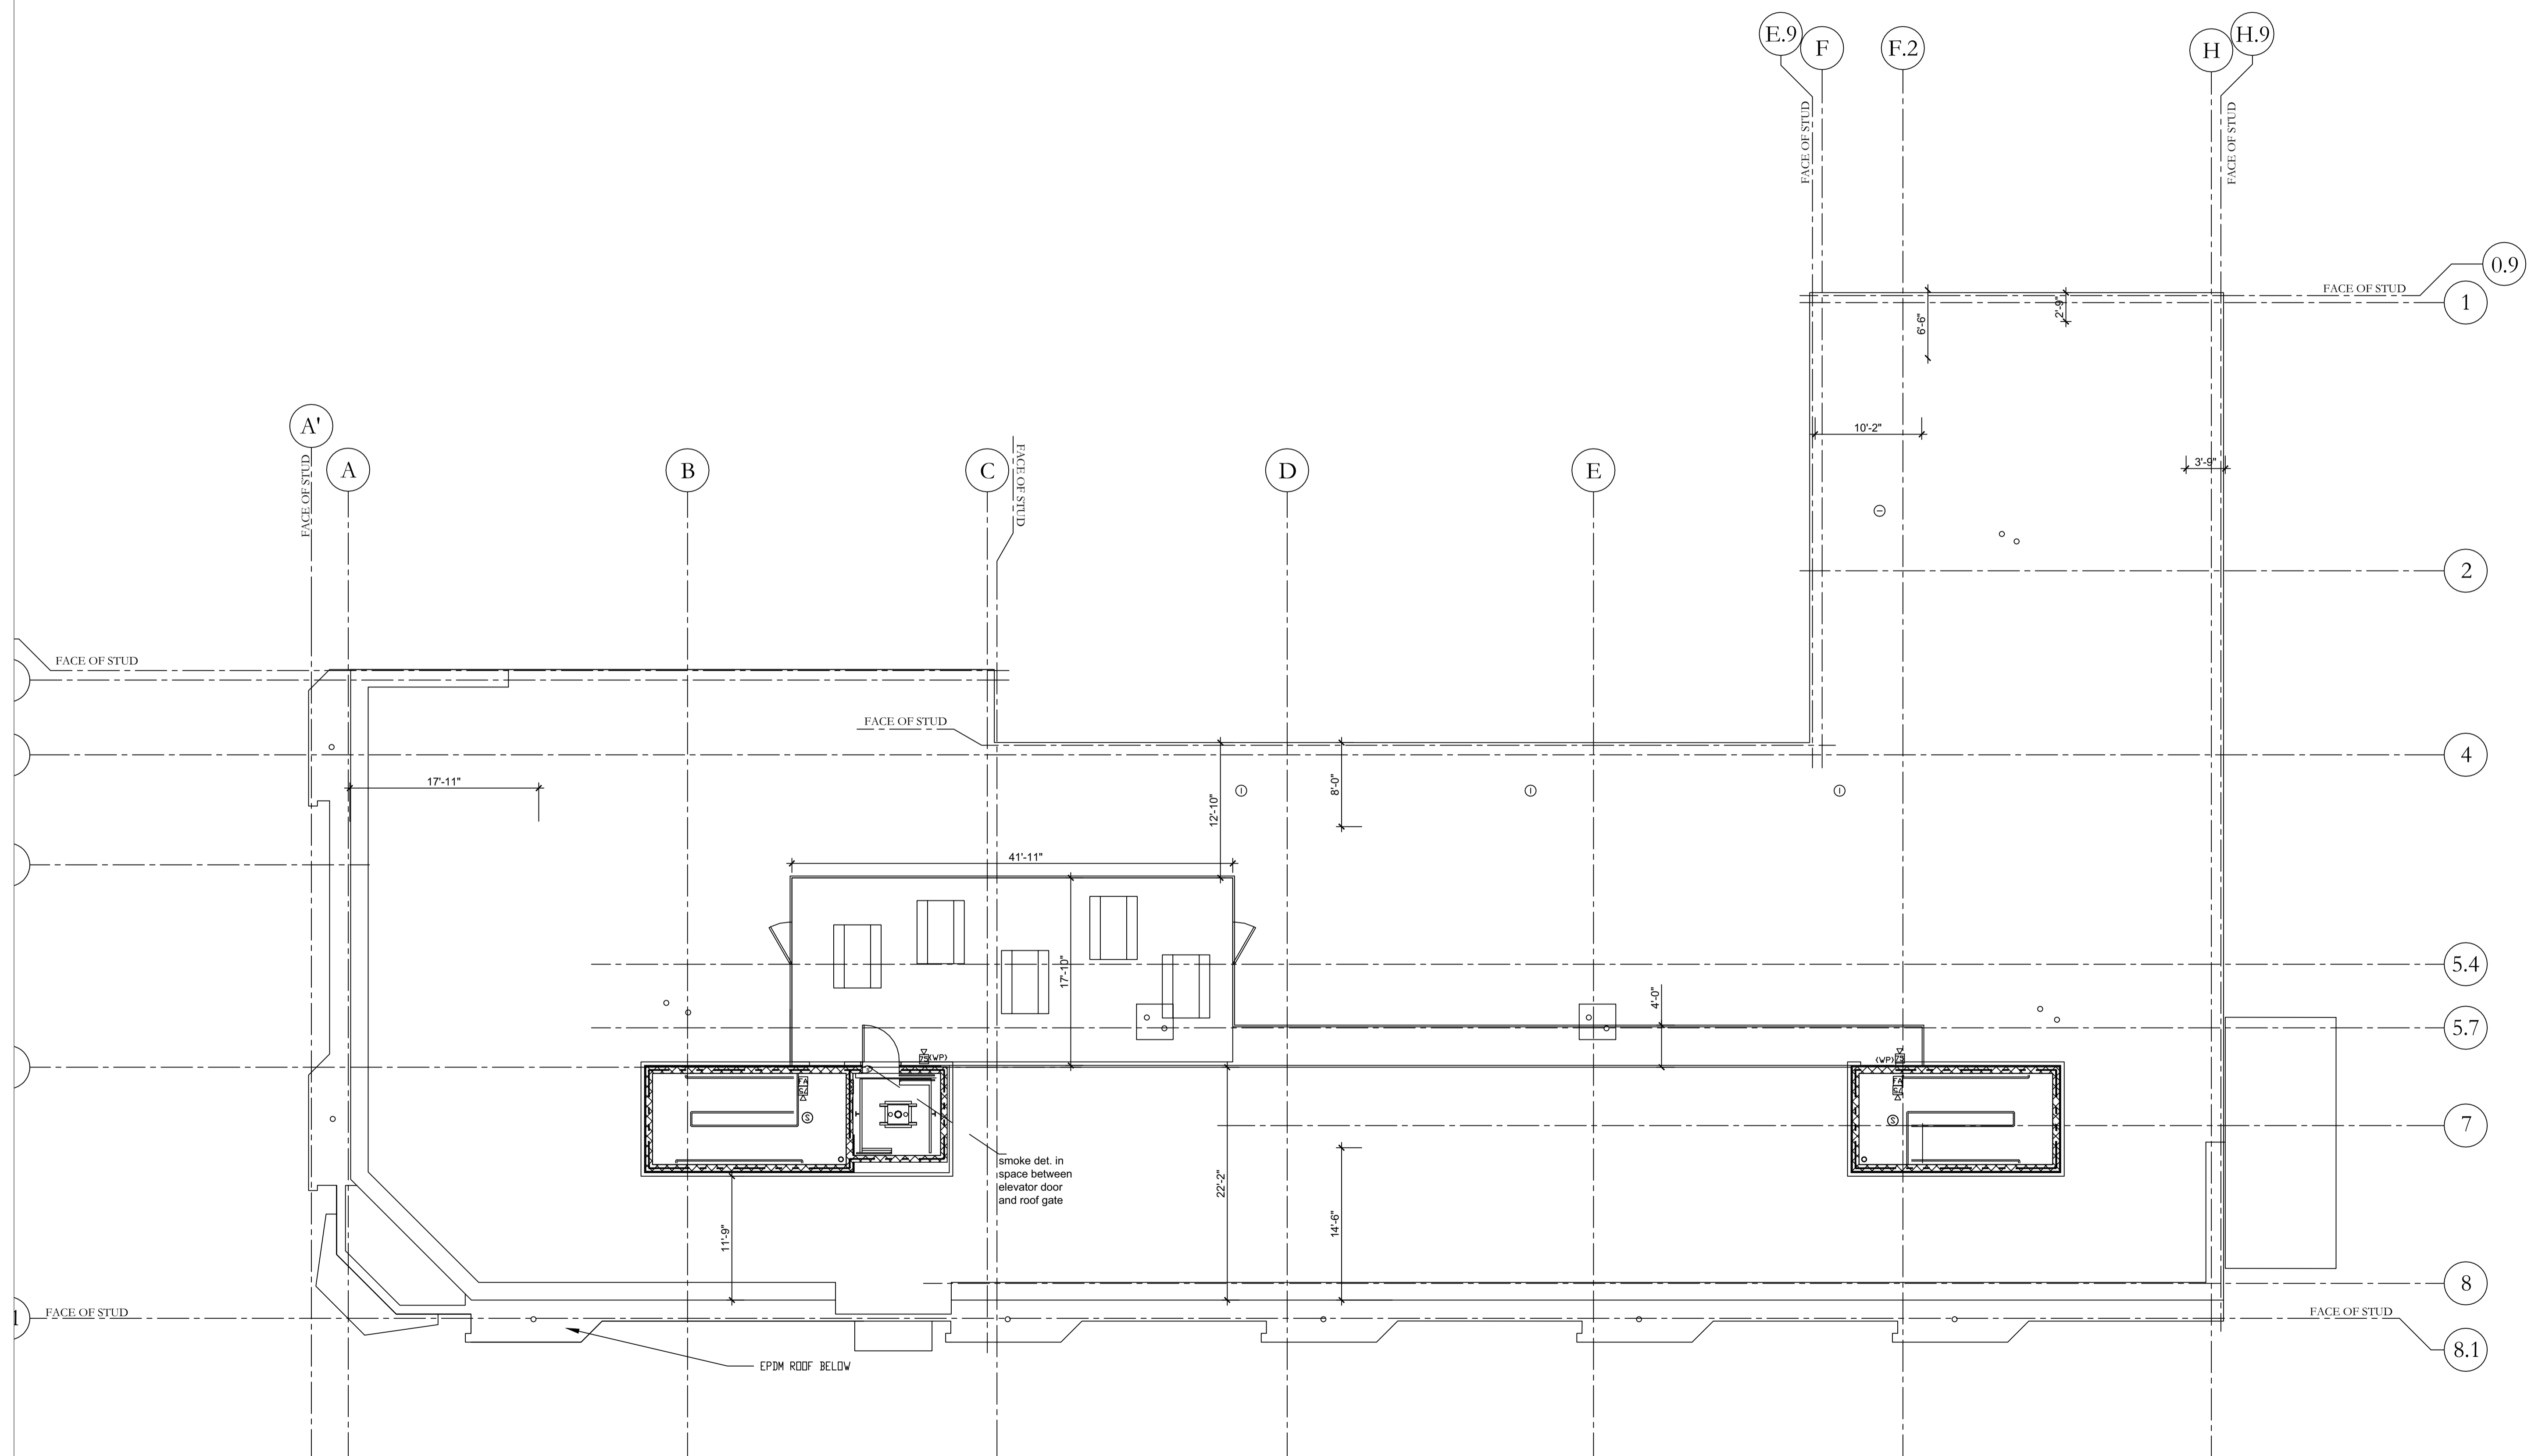 E.9
F
F.2
H
H.9
FACE OF STUD
FACE OF STUD
0.9
FACE OF STUD
1
6'-6"
2'-9"
A'
A
B
C
D
E
FACE OF STUD
FACE OF STUD
10'-2"
3'-9"
2
FACE OF STUD
FACE OF STUD
4
17'-11"
12'-10"
8'-0"
41'-11"
17'-10"
5.4
4'-0"
5.7
(WP)
(WP)
75
FA
FA
S
S
7
smoke det. in
space between
elevator door
and roof gate
22'-2"
11'-9"
14'-6"
8
1
FACE OF STUD
FACE OF STUD
8.1
EPDM ROOF BELOW